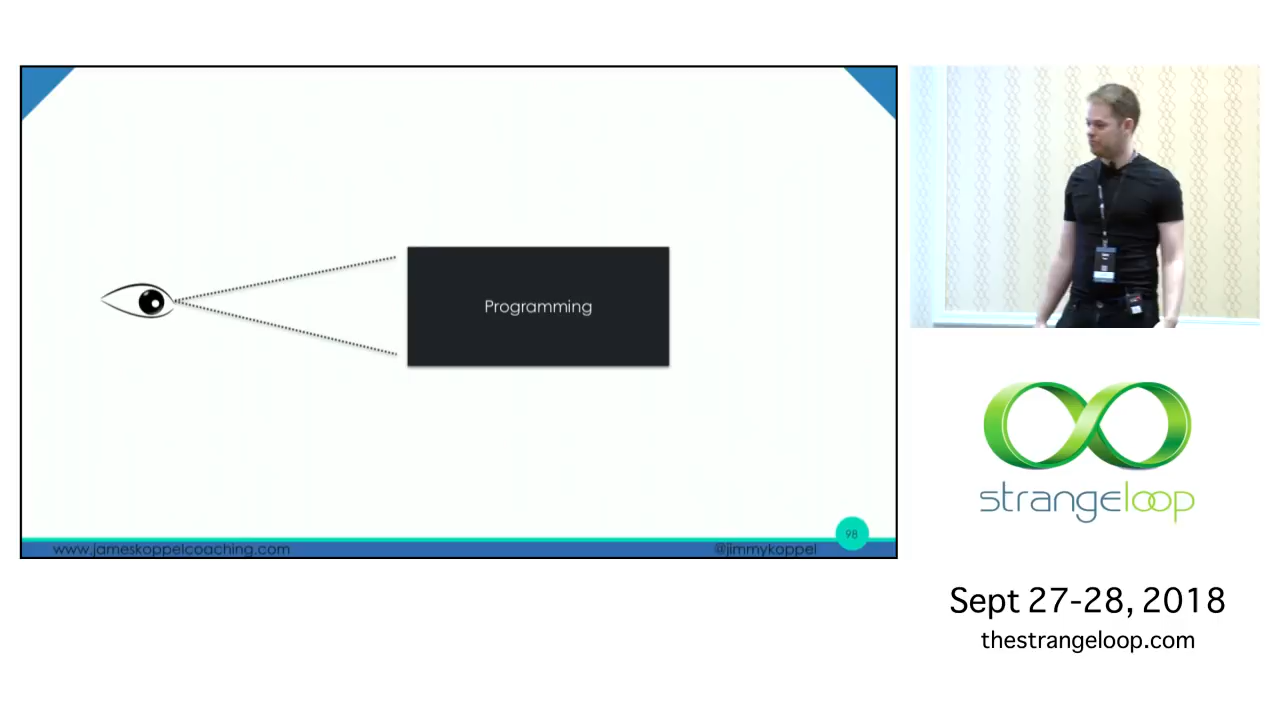 Programming
98
www.jameskoppelcoaching.com
@jimmykoppel
strangeloop
Sept 27-28, 2018
thestrangeloop.com